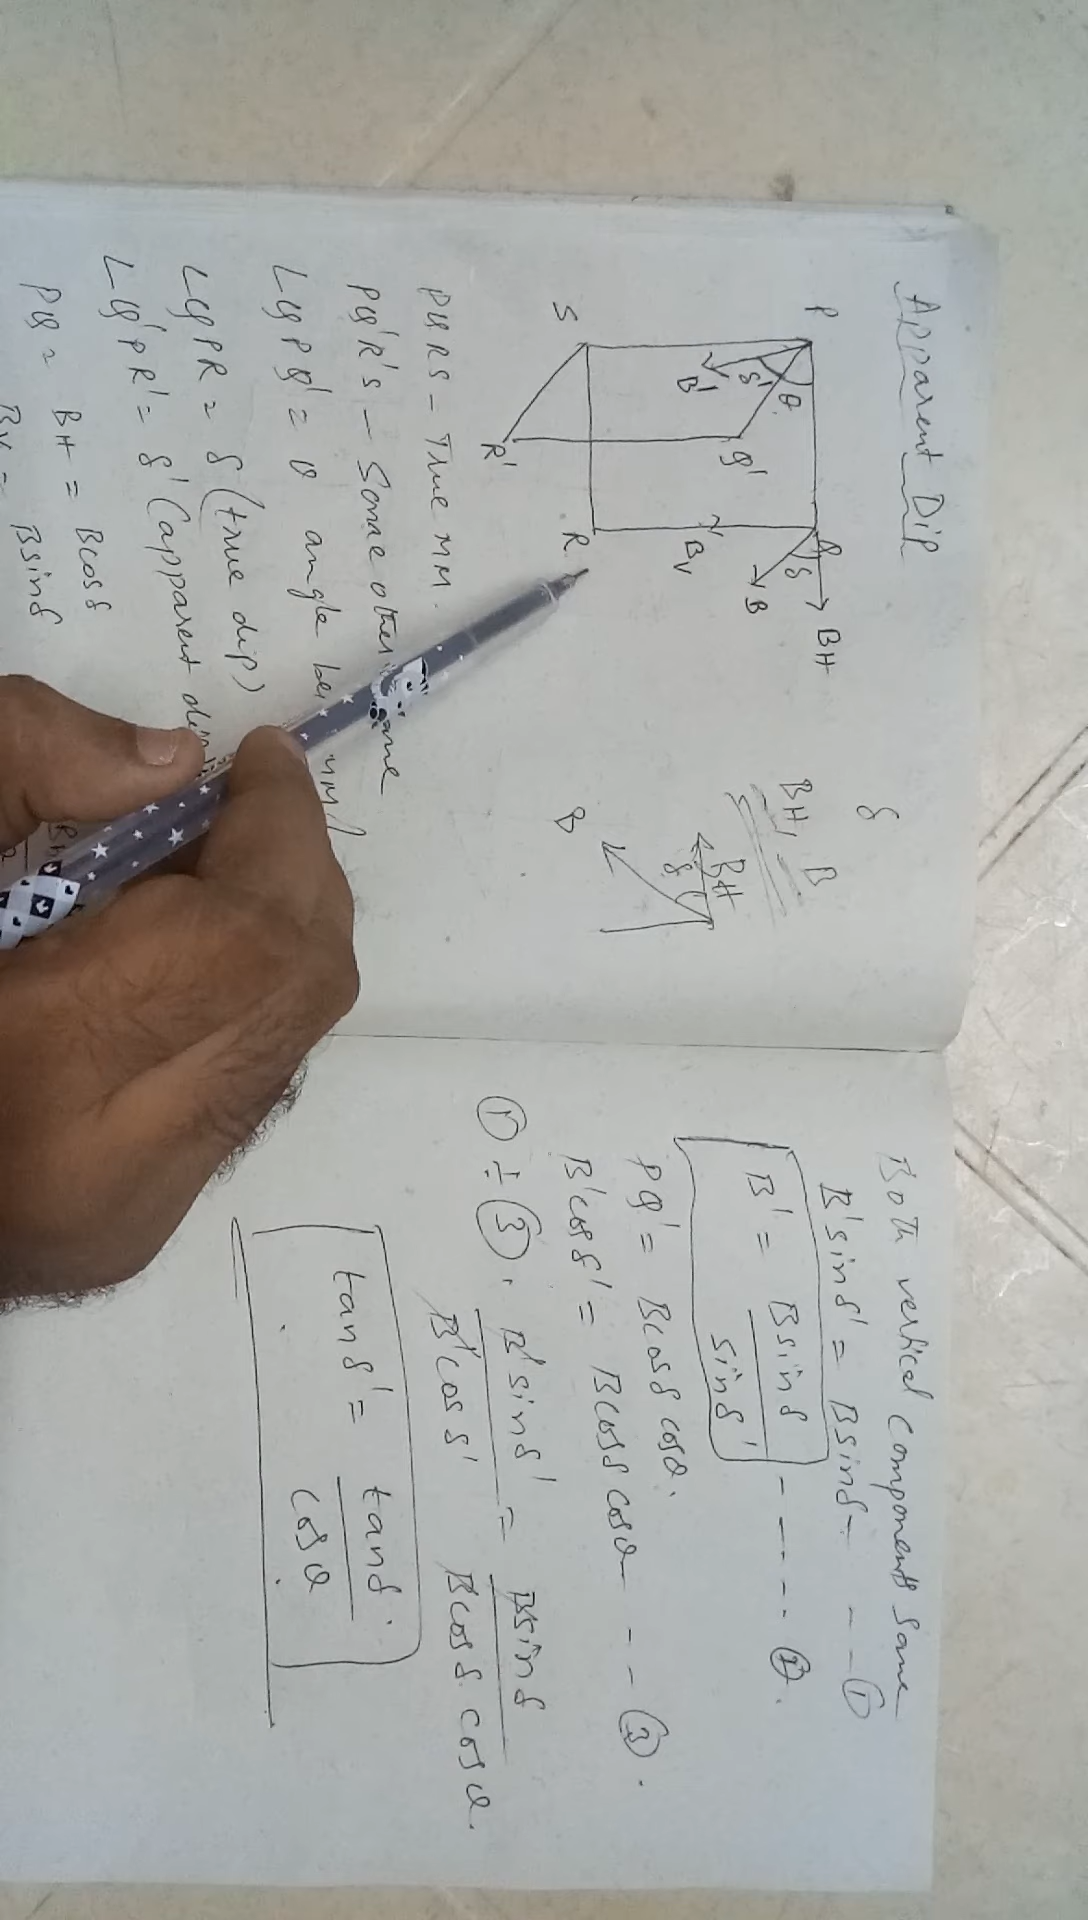 Apparent Dip
P
θ
δ'
B'
Q'
S
R'
R
Bv
δ
B
BH
δ
BH, B
BH
δ
B
PQRS - True MM.
PQ'R'S - Some other
∠QPQ' = θ angle
∠QPR = δ (true dip)
∠Q'PR' = δ' (apparent
PQ = BH = Bcosδ
Bv = Bsinδ
Both vertical components same
B'sinδ' = Bsinδ - - - ①
B' = Bsinδ / sinδ' - - - - ②.
PQ' = Bcosδ cosθ.
B'cosδ' = Bcosδ cosθ - - - ③.
① ÷ ③. B'sinδ' / B'cosδ' = Bsinδ / Bcosδ cosθ.
tanδ' = tanδ / cosθ